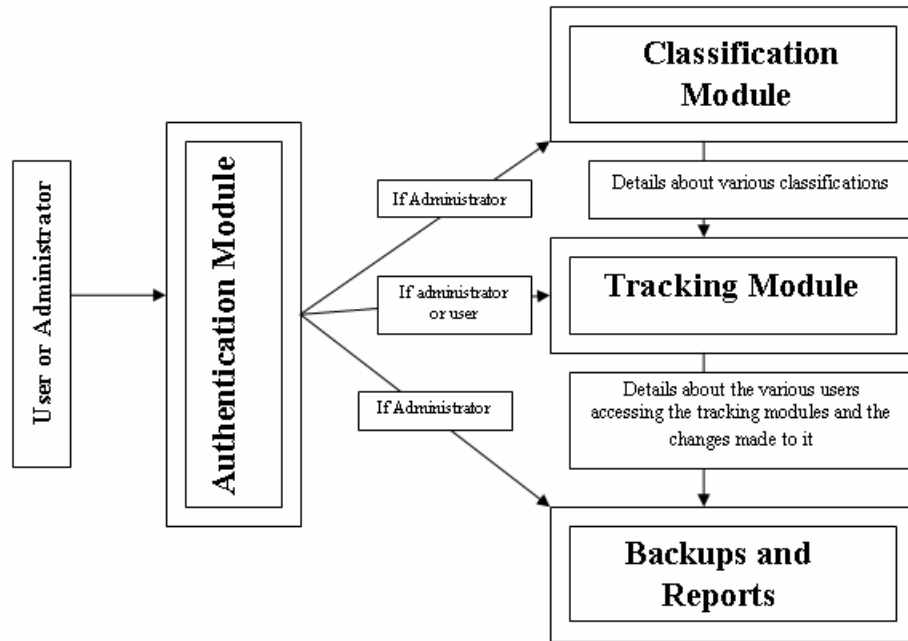 User or Administrator
Authentication Module
If Administrator
If administrator
or user
If Administrator
Classification
Module
Details about various classifications
Tracking Module
Details about the various users
accessing the tracking modules and the
changes made to it
Backups and
Reports